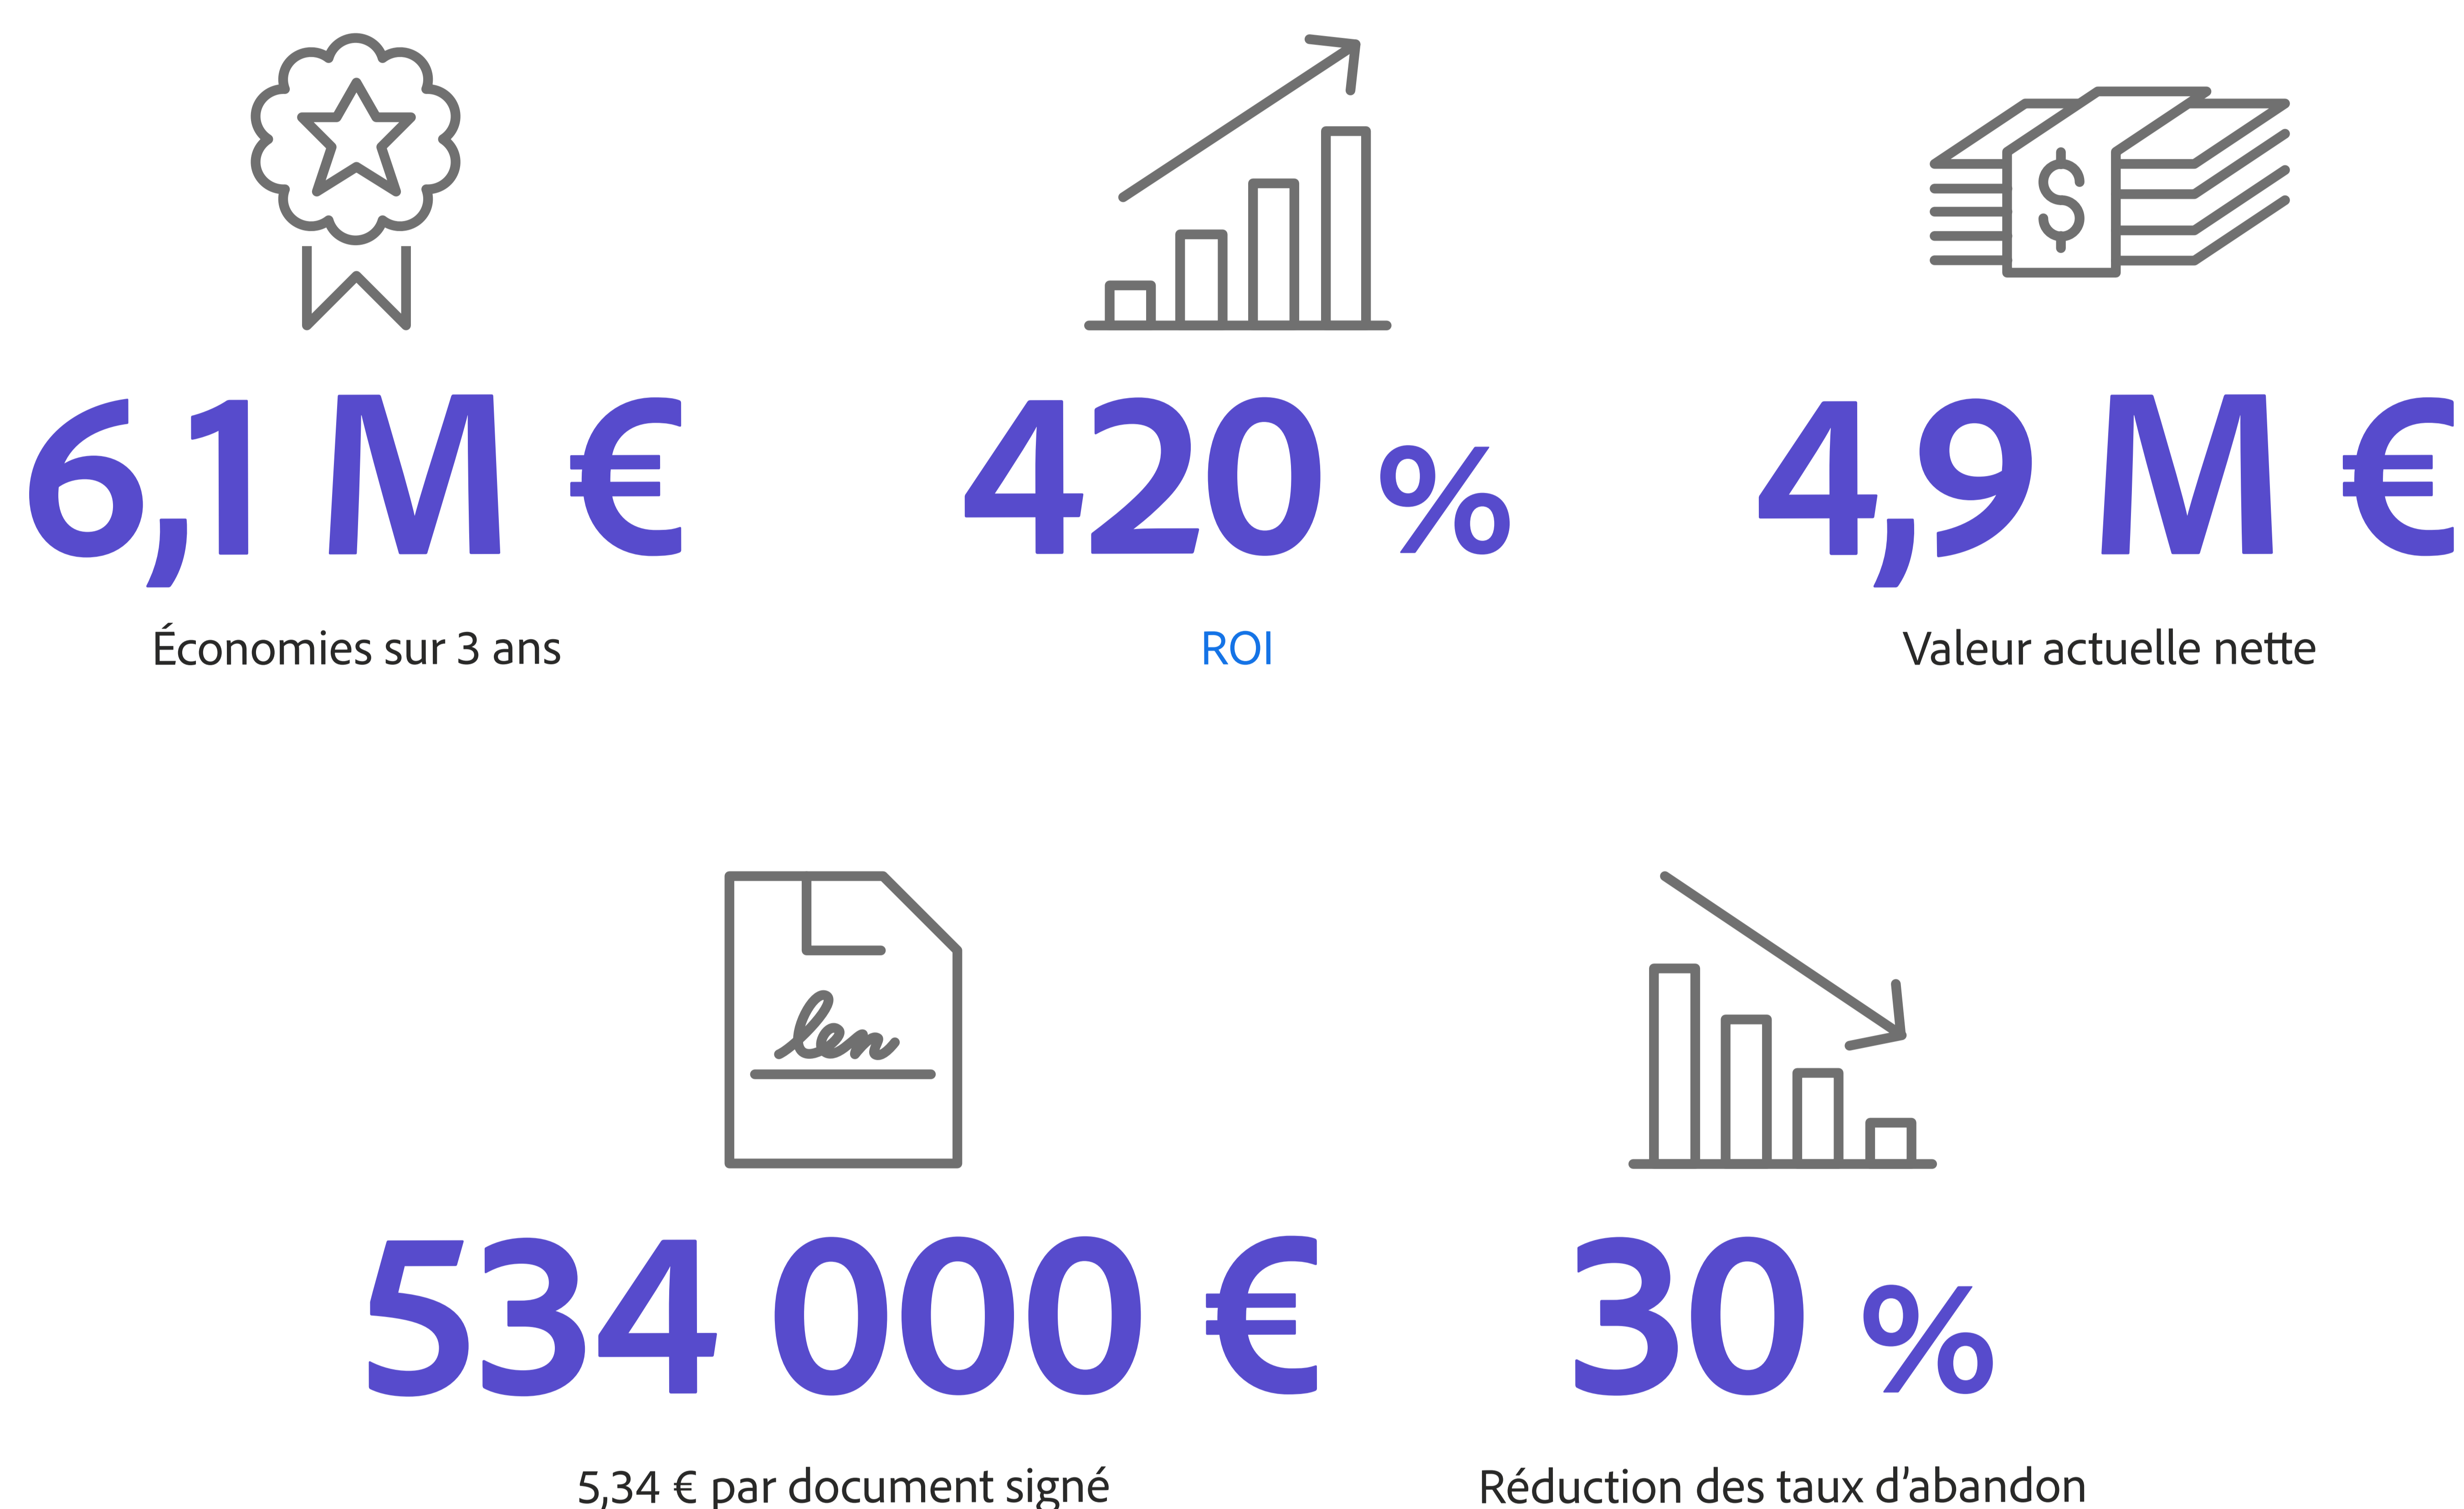 6,1 M €
Économies sur 3 ans
420 %
ROI
$
4,9 M €
Valeur actuelle nette
len
534 000 €
5,34 € par document signé
30 %
Réduction des taux d’abandon